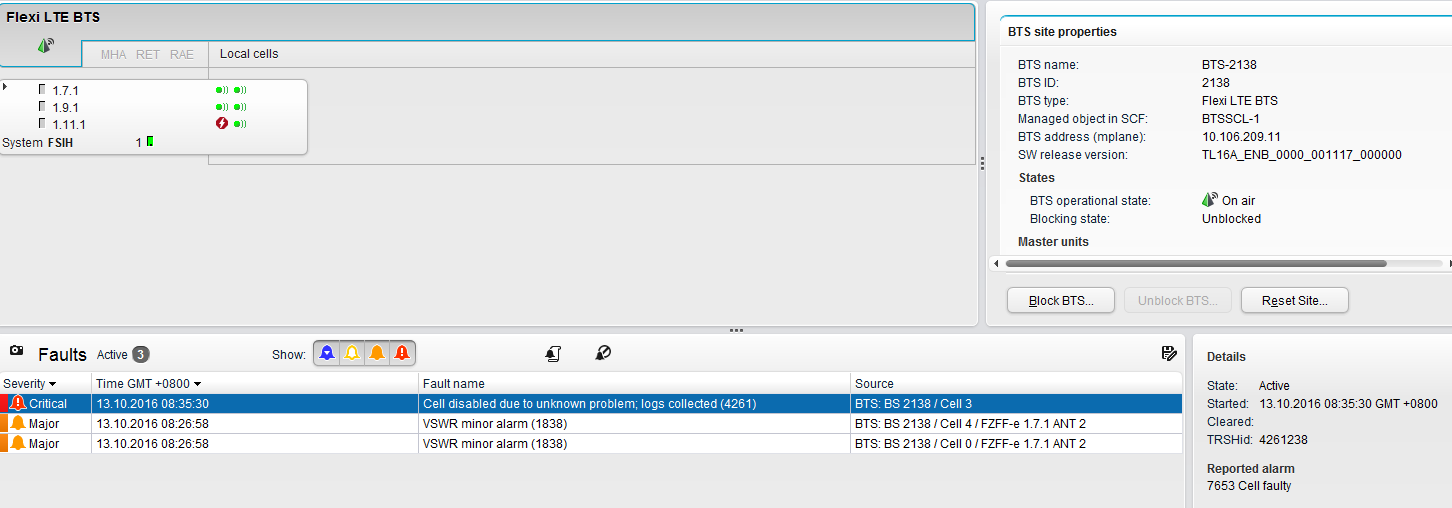 Flexi LTE BTS
MHA RET RAE Local cells
1.7.1
1.9.1
1.11.1
System FSIH 1
BTS site properties
BTS name: BTS-2138
BTS ID: 2138
BTS type: Flexi LTE BTS
Managed object in SCF: BTSSCL-1
BTS address (mplane): 10.106.209.11
SW release version: TL16A_ENB_0000_001117_000000
States
BTS operational state: On air
Blocking state: Unblocked
Master units
Block BTS... Unblock BTS... Reset Site...
Faults Active 3 Show:
Severity Time GMT +0800 Fault name Source
Critical 13.10.2016 08:35:30 Cell disabled due to unknown problem; logs collected (4261) BTS: BS 2138 / Cell 3
Major 13.10.2016 08:26:58 VSWR minor alarm (1838) BTS: BS 2138 / Cell 4 / FZFF-e 1.7.1 ANT 2
Major 13.10.2016 08:26:58 VSWR minor alarm (1838) BTS: BS 2138 / Cell 0 / FZFF-e 1.7.1 ANT 2
Details
State: Active
Started: 13.10.2016 08:35:30 GMT +0800
Cleared:
TRSHid: 4261238
Reported alarm
7653 Cell faulty